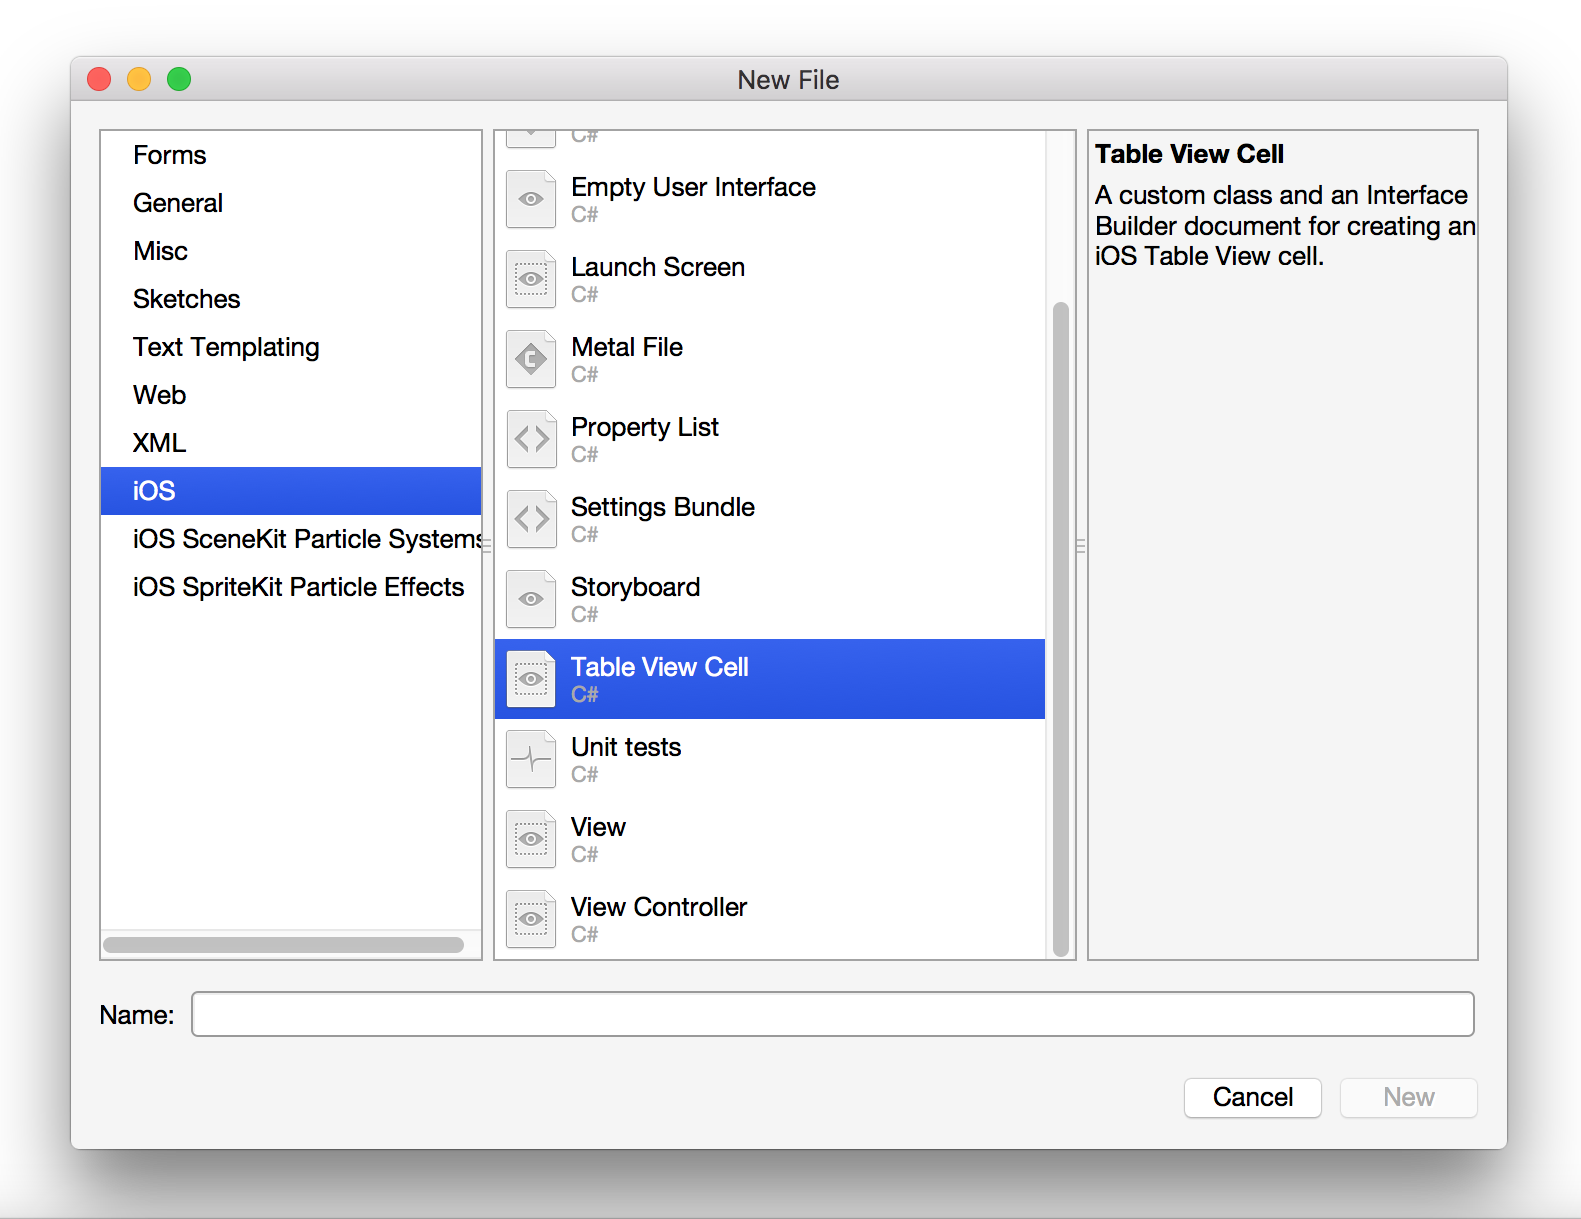 New File
Forms
General
Misc
Sketches
Text Templating
Web
XML
iOS
iOS SceneKit Particle Systems
iOS SpriteKit Particle Effects
C#
Empty User Interface
C#
Launch Screen
C#
Metal File
C#
Property List
C#
Settings Bundle
C#
Storyboard
C#
Table View Cell
C#
Unit tests
C#
View
C#
View Controller
C#
Table View Cell
A custom class and an Interface
Builder document for creating an
iOS Table View cell.
Name:
Cancel
New